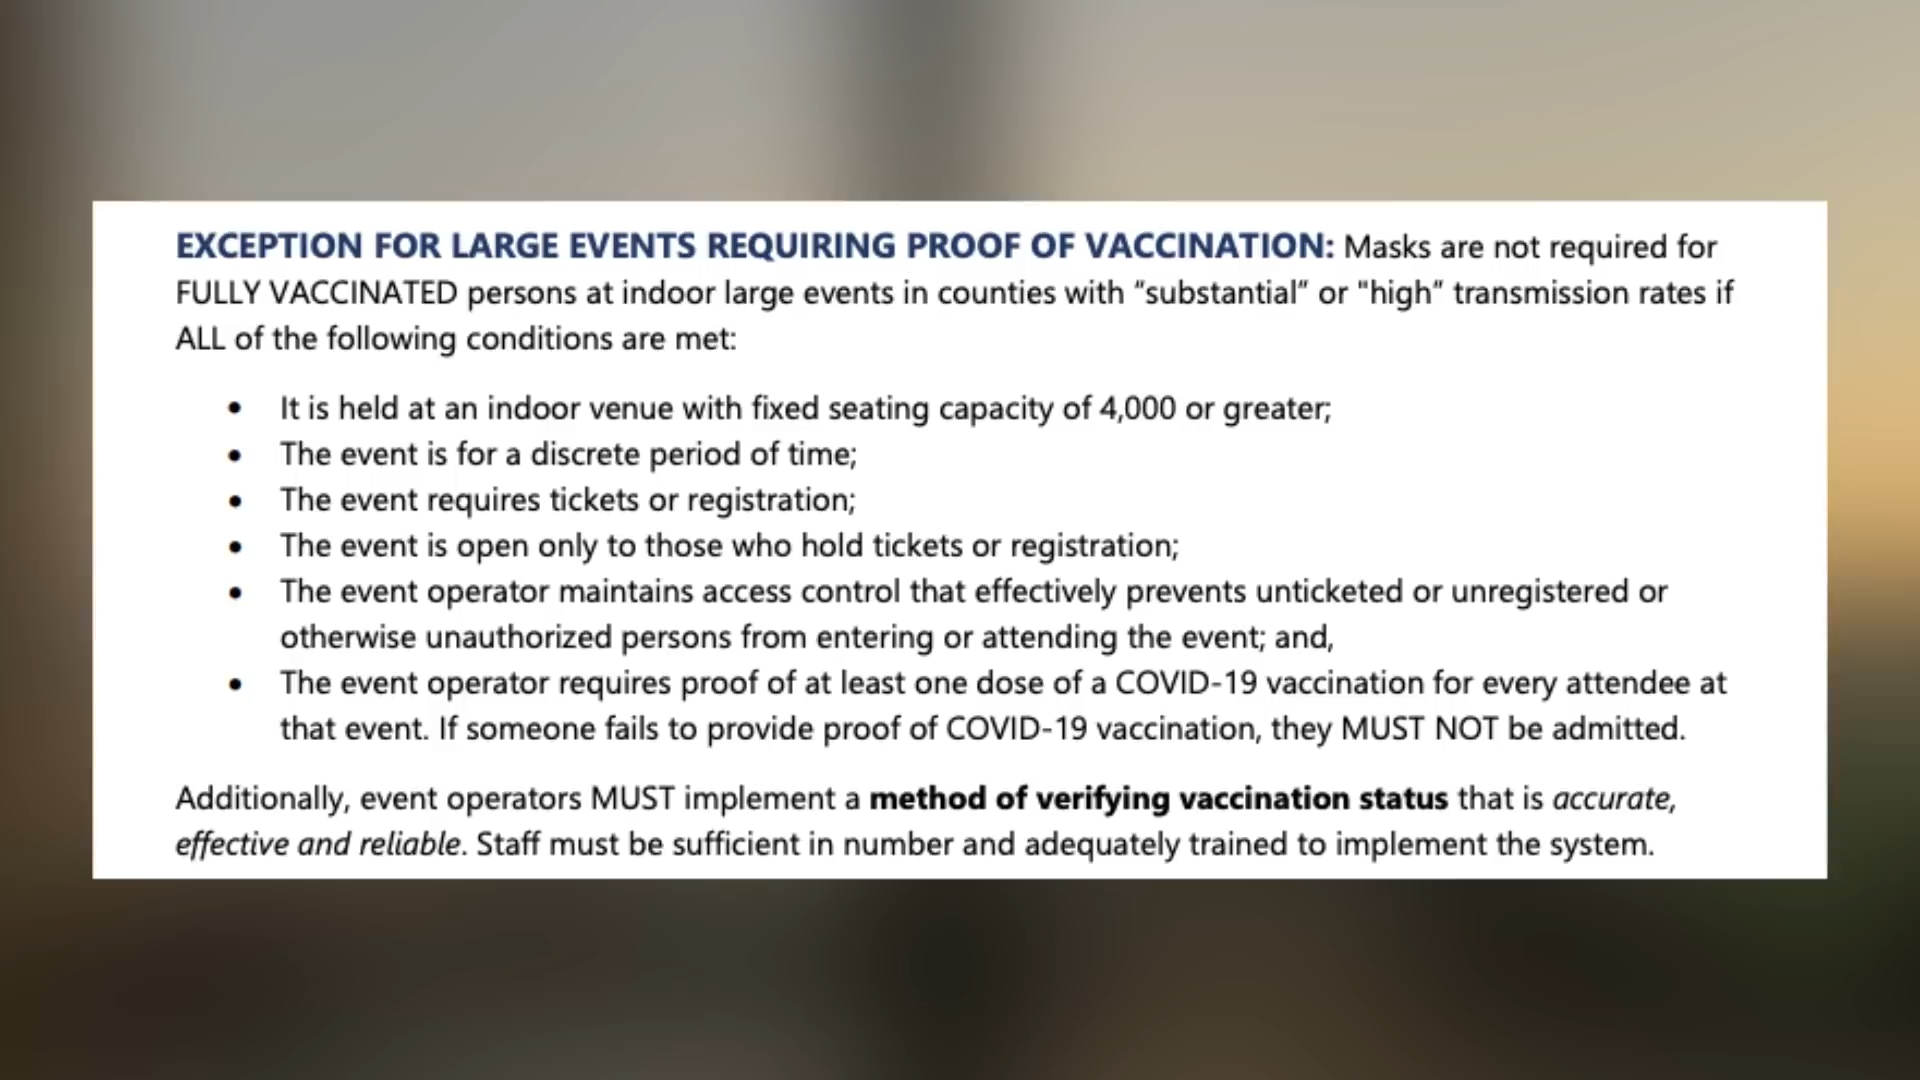 EXCEPTION FOR LARGE EVENTS REQUIRING PROOF OF VACCINATION: Masks are not required for
FULLY VACCINATED persons at indoor large events in counties with “substantial” or "high” transmission rates if
ALL of the following conditions are met:
• It is held at an indoor venue with fixed seating capacity of 4,000 or greater;
• The event is for a discrete period of time;
• The event requires tickets or registration;
• The event is open only to those who hold tickets or registration;
• The event operator maintains access control that effectively prevents unticketed or unregistered or
otherwise unauthorized persons from entering or attending the event; and,
• The event operator requires proof of at least one dose of a COVID-19 vaccination for every attendee at
that event. If someone fails to provide proof of COVID-19 vaccination, they MUST NOT be admitted.
Additionally, event operators MUST implement a method of verifying vaccination status that is accurate,
effective and reliable. Staff must be sufficient in number and adequately trained to implement the system.